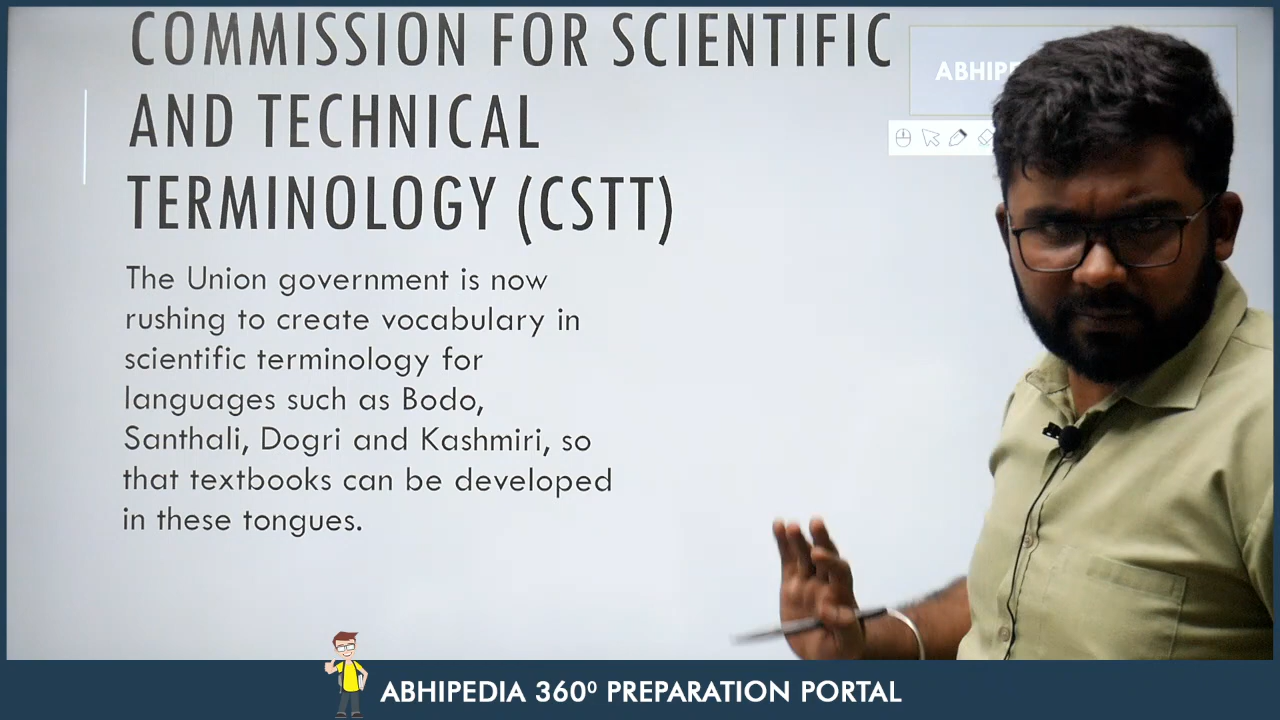 COMMISSION FOR SCIENTIFIC
AND TECHNICAL
TERMINOLOGY (CSTT)
The Union government is now
rushing to create vocabulary in
scientific terminology for
languages such as Bodo,
Santhali, Dogri and Kashmiri, so
that textbooks can be developed
in these tongues.
ABHIPEDIA 360⁰ PREPARATION PORTAL